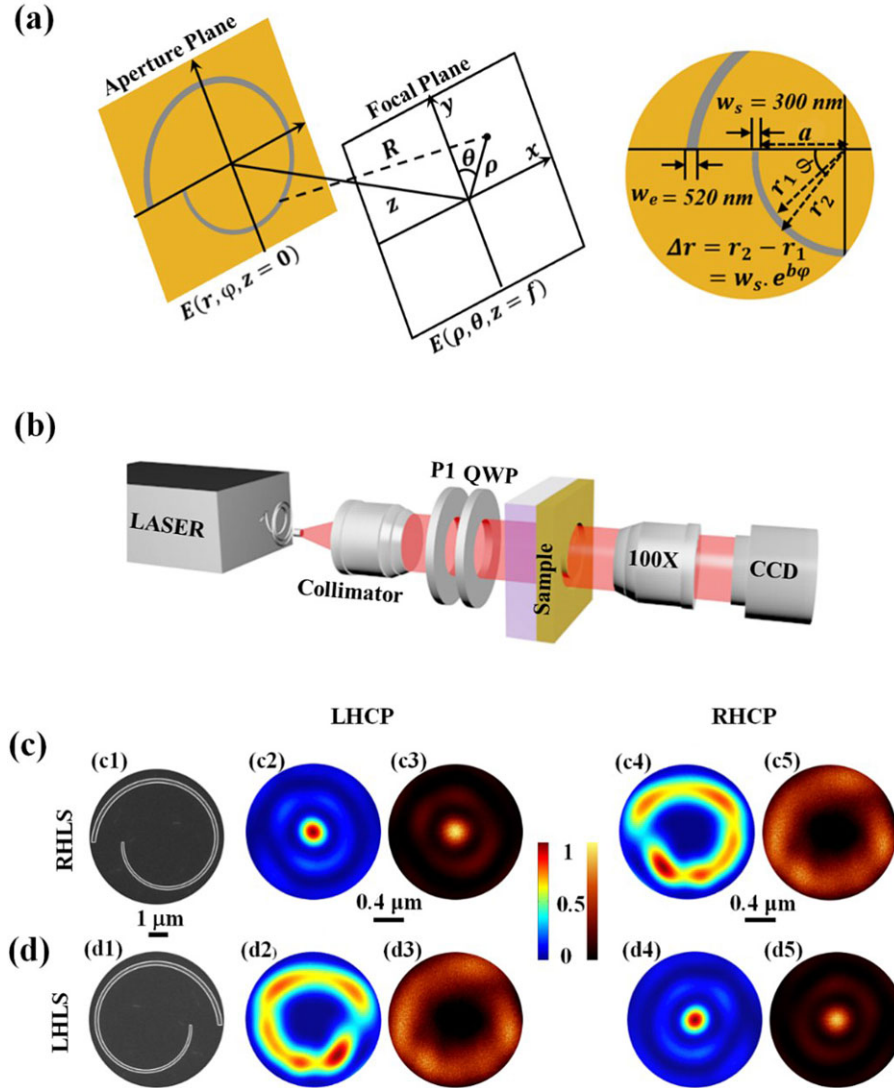 (a)
Aperture Plane
E(r, φ, z = 0)
Focal Plane
y
x
R
θ
ρ
z
E(ρ, θ, z = f)
w_s = 300 nm
a
φ
w_e = 520 nm
r_1
r_2
Δr = r_2 − r_1
= w_s. e^{bφ}
(b)
LASER
Collimator
P1 QWP
Sample
100X
CCD
LHCP RHCP
(c)
RHLS
(c1) (c2) (c3) (c4) (c5)
1 μm
0.4 μm
1
0.5
0
0.4 μm
(d)
LHLS
(d1) (d2) (d3) (d4) (d5)